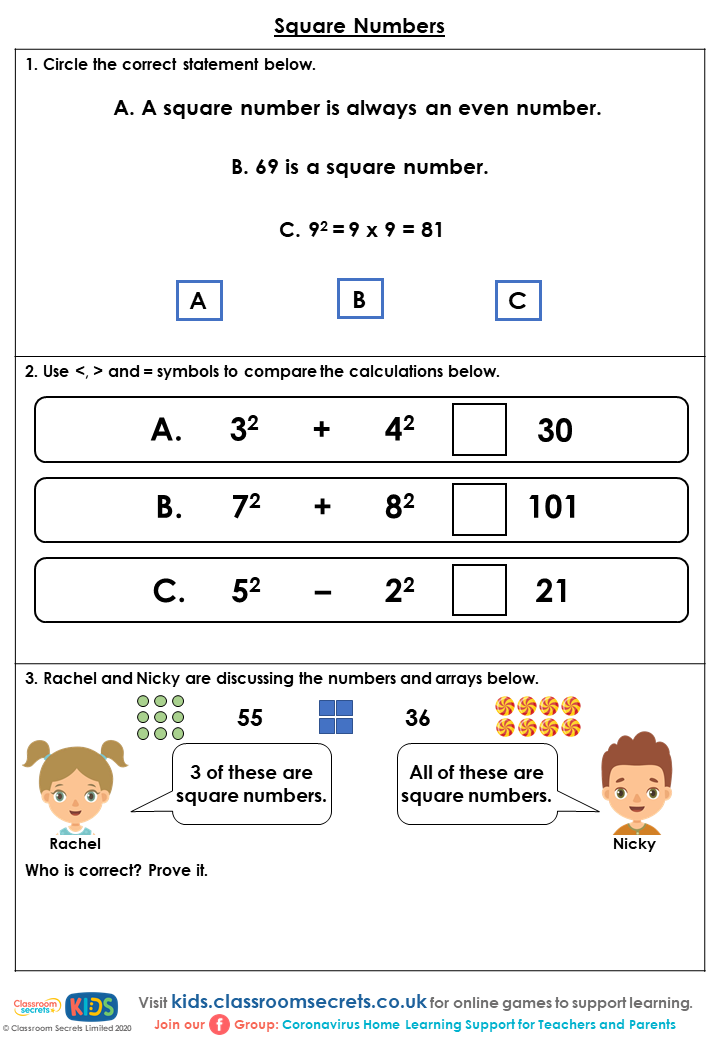 Square Numbers
1. Circle the correct statement below.
A. A square number is always an even number.
B. 69 is a square number.
C. 9² = 9 x 9 = 81
A B C
2. Use <, > and = symbols to compare the calculations below.
A. 3² + 4² 30
B. 7² + 8² 101
C. 5² – 2² 21
3. Rachel and Nicky are discussing the numbers and arrays below.
55 36
3 of these are
square numbers.
All of these are
square numbers.
Rachel
Nicky
Who is correct? Prove it.
Classroom
secrets
KIDS
© Classroom Secrets Limited 2020
Visit kids.classroomsecrets.co.uk for online games to support learning.
Join our f Group: Coronavirus Home Learning Support for Teachers and Parents